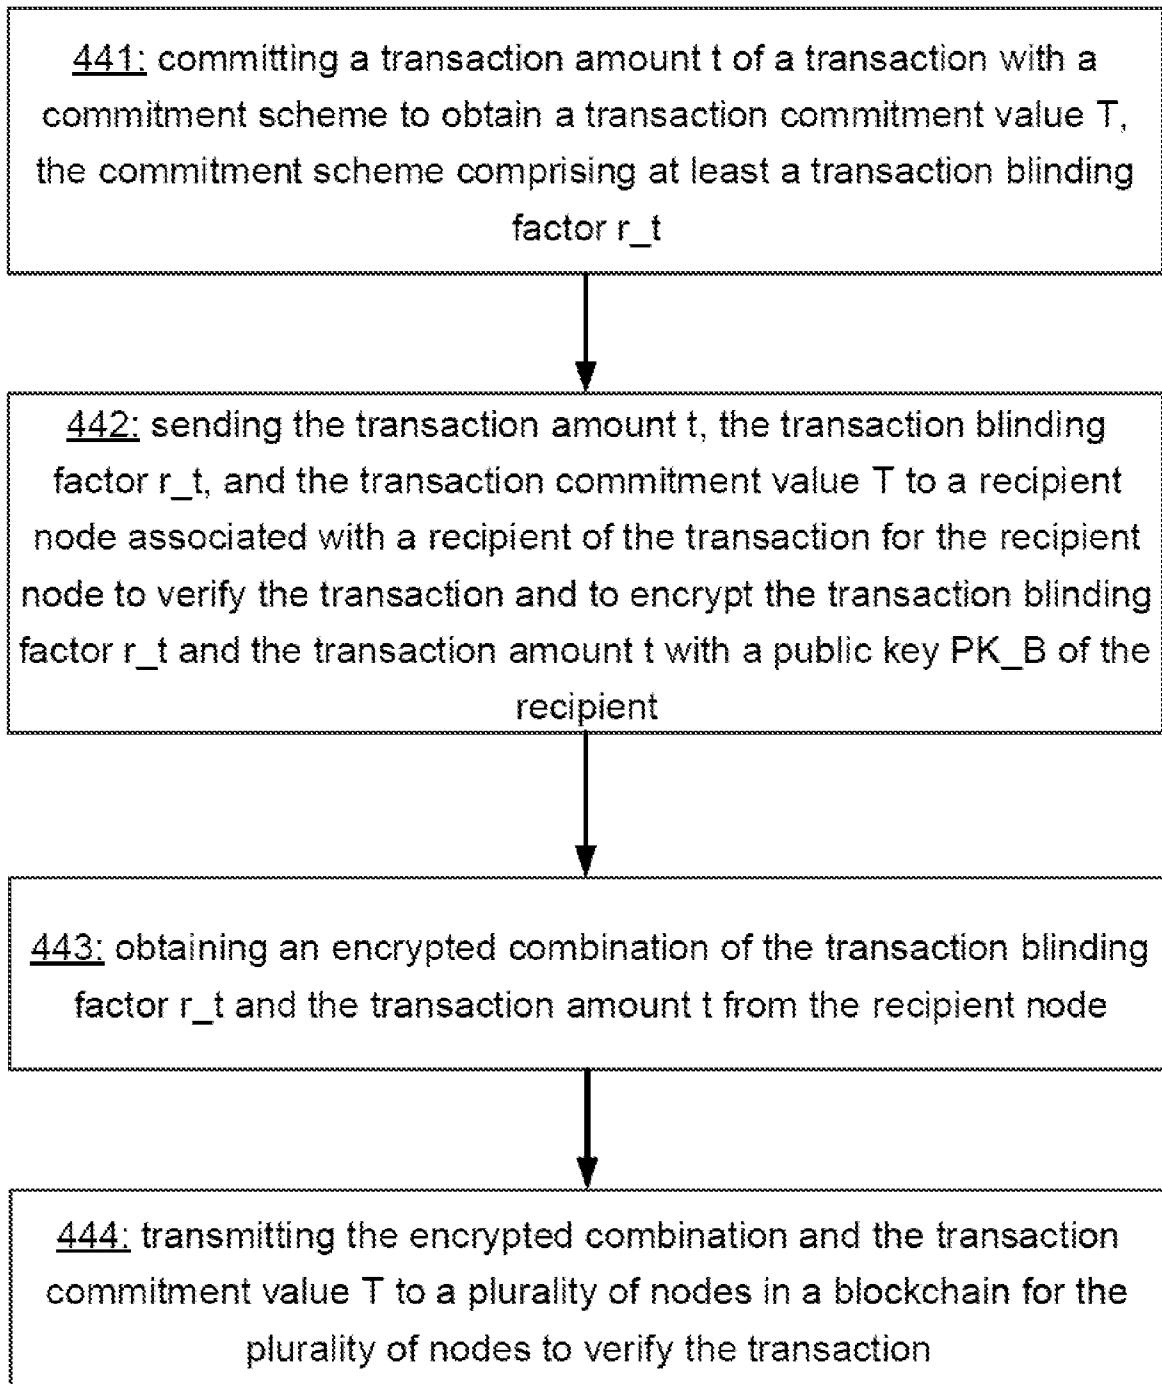 441: committing a transaction amount t of a transaction with a
commitment scheme to obtain a transaction commitment value T,
the commitment scheme comprising at least a transaction blinding
factor r_t
442: sending the transaction amount t, the transaction blinding
factor r_t, and the transaction commitment value T to a recipient
node associated with a recipient of the transaction for the recipient
node to verify the transaction and to encrypt the transaction blinding
factor r_t and the transaction amount t with a public key PK_B of the
recipient
443: obtaining an encrypted combination of the transaction blinding
factor r_t and the transaction amount t from the recipient node
444: transmitting the encrypted combination and the transaction
commitment value T to a plurality of nodes in a blockchain for the
plurality of nodes to verify the transaction